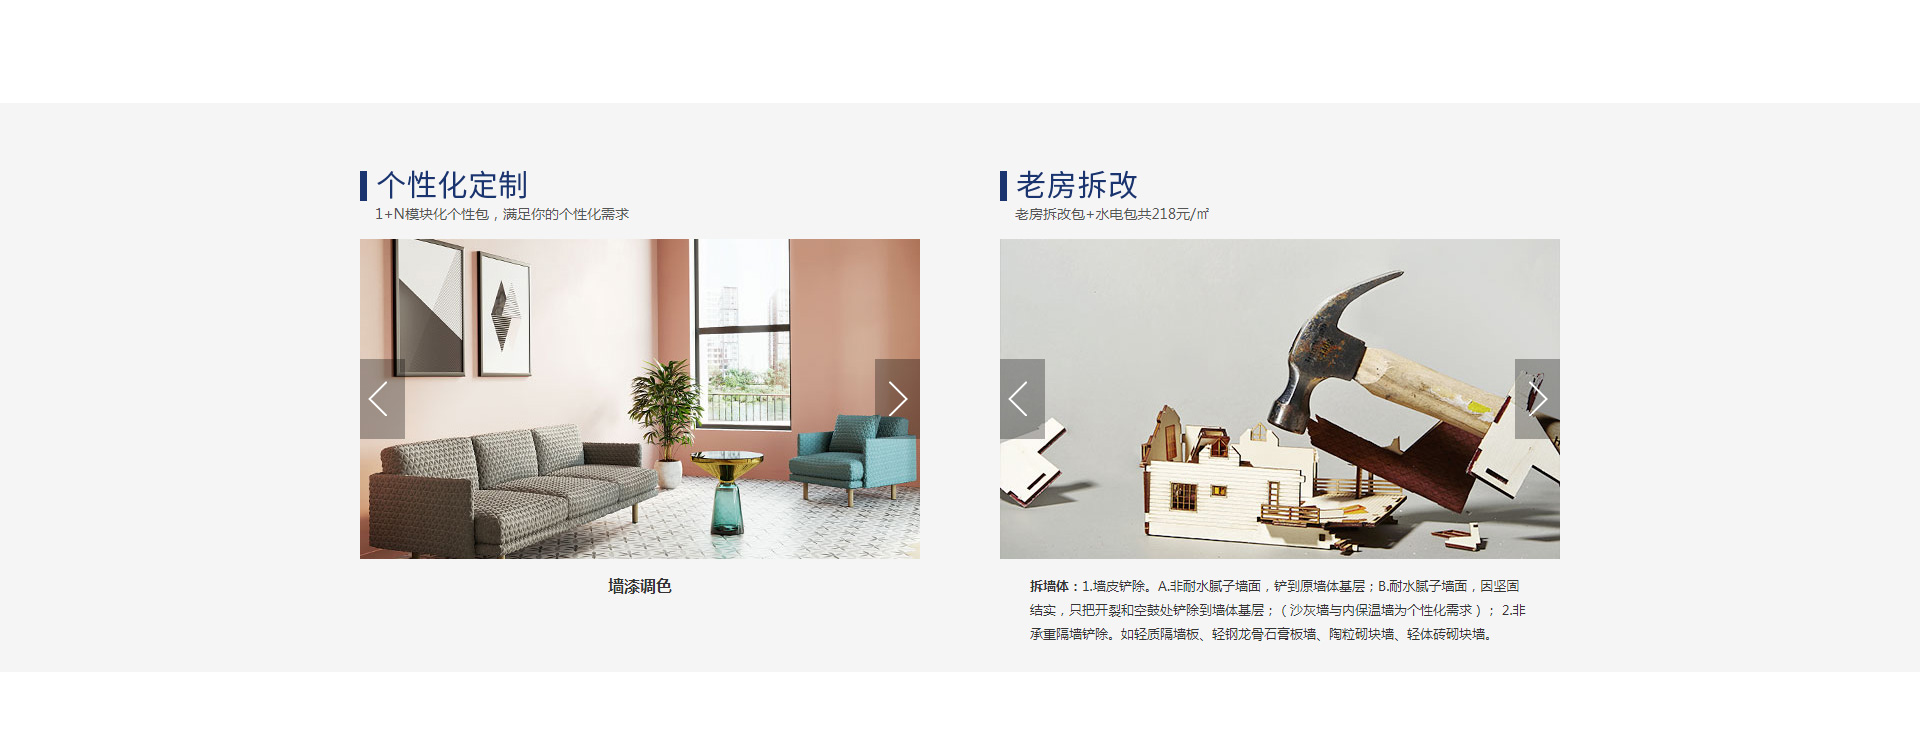 个性化定制
1+N模块化个性包，满足你的个性化需求
墙漆调色
老房拆改
老房拆改包+水电包共218元/㎡
拆墙体：1.墙皮铲除。A.非耐水腻子墙面，铲到原墙体基层；B.耐水腻子墙面，因坚固
结实，只把开裂和空鼓处铲除到墙体基层；（沙灰墙与内保温墙为个性化需求）； 2.非
承重隔墙铲除。如轻质隔墙板、轻钢龙骨石膏板墙、陶粒砌块墙、轻体砖砌块墙。